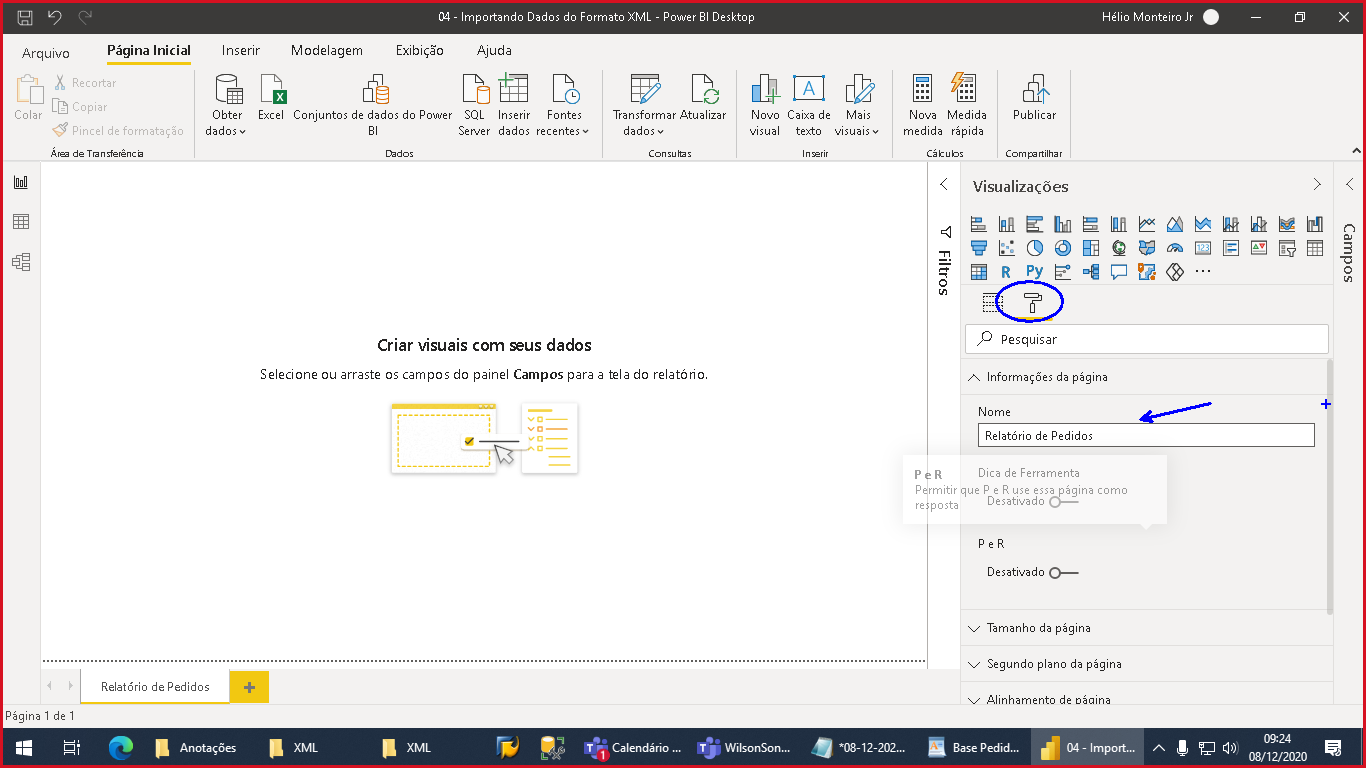 04 - Importando Dados do Formato XML - Power BI Desktop
Hélio Monteiro Jr
Arquivo
Página Inicial
Inserir
Modelagem
Exibição
Ajuda
Colar
Recortar
Copiar
Pincel de formatação
Área de Transferência
Obter
dados
Excel
Conjuntos de dados do Power
BI
SQL
Server
Inserir
dados
Fontes
recentes
Dados
Transformar
dados
Atualizar
Consultas
Novo
visual
Caixa de
texto
Mais
visuais
Inserir
Nova
medida
Medida
rápida
Cálculos
Publicar
Compartilhar
Criar visuais com seus dados
Selecione ou arraste os campos do painel Campos para a tela do relatório.
Filtros
Visualizações
Campos
123
R
Py
Pesquisar
Informações da página
Nome
Relatório de Pedidos
Dica de Ferramenta
Desativado
P e R
Permitir que P e R use essa página como
resposta
P e R
Desativado
Tamanho da página
Segundo plano da página
Alinhamento de página
Relatório de Pedidos
Página 1 de 1
Anotações
XML
XML
1
Calendário ...
WilsonSon...
*08-12-202...
Base Pedid...
04 - Import...
09:24
08/12/2020